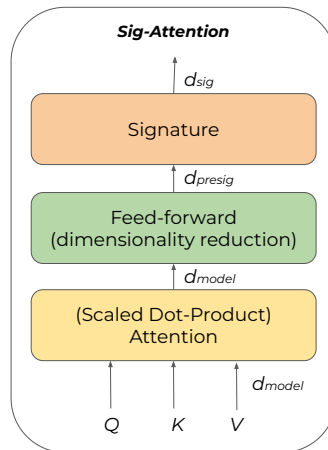 Sig-Attention
dsig
Signature
dpresig
Feed-forward
(dimensionality reduction)
dmodel
(Scaled Dot-Product)
Attention
dmodel
Q K V